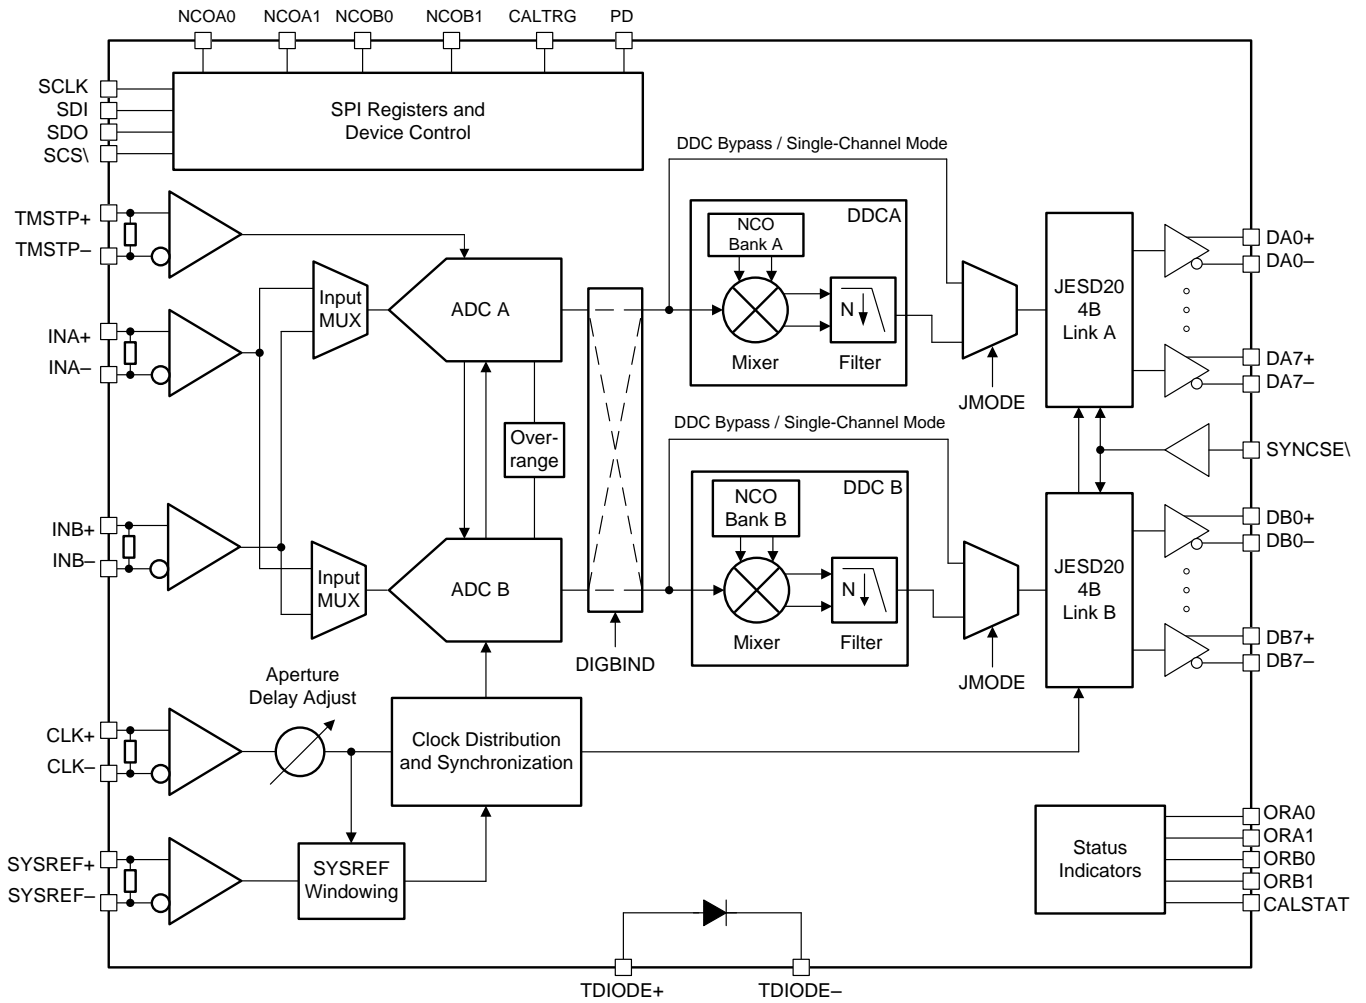 NCOA0 NCOA1 NCOB0 NCOB1 CALTRG PD
SCLK
SDI
SDO
SCS\
SPI Registers and
Device Control
TMSTP+
TMSTP–
INA+
INA–
INB+
INB–
CLK+
CLK–
SYSREF+
SYSREF–
Input
MUX
Input
MUX
ADC A
ADC B
Over-
range
DIGBIND
Aperture
Delay Adjust
Clock Distribution
and Synchronization
SYSREF
Windowing
DDC Bypass / Single-Channel Mode
DDCA
NCO
Bank A
N
Mixer
Filter
JMODE
DDC Bypass / Single-Channel Mode
DDC B
NCO
Bank B
N
Mixer
Filter
JMODE
JESD20
4B
Link A
JESD20
4B
Link B
DA0+
DA0–
DA7+
DA7–
SYNCSE\
DB0+
DB0–
DB7+
DB7–
Status
Indicators
ORA0
ORA1
ORB0
ORB1
CALSTAT
TDIODE+
TDIODE–